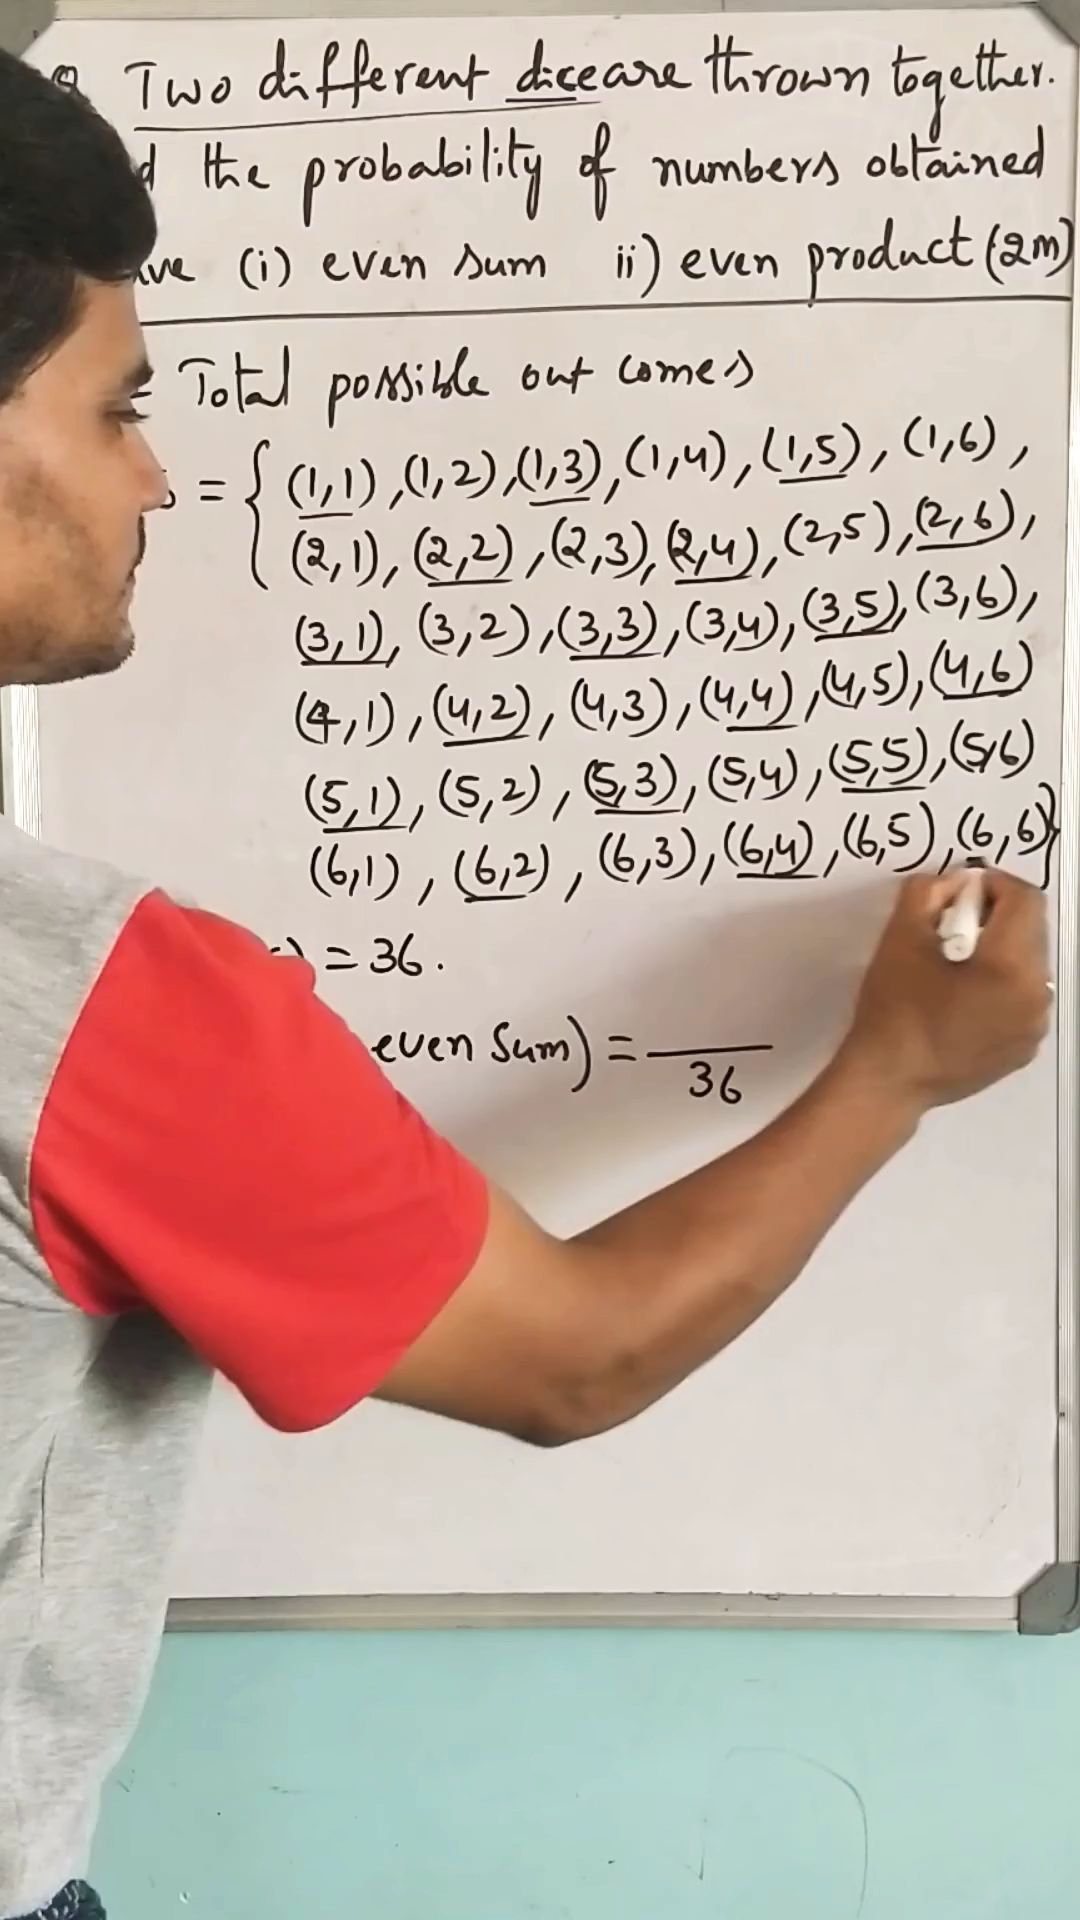 Two different dice are thrown together.
the probability of numbers obtained
(i) even sum ii) even product (2m)
= Total possible out comes
= { (1,1), (1,2), (1,3), (1,4), (1,5), (1,6),
(2,1), (2,2), (2,3), (2,4), (2,5), (2,6),
(3,1), (3,2), (3,3), (3,4), (3,5), (3,6),
(4,1), (4,2), (4,3), (4,4), (4,5), (4,6)
(5,1), (5,2), (5,3), (5,4), (5,5), (5,6)
(6,1), (6,2), (6,3), (6,4), (6,5), (6,6) }
) = 36.
even Sum) = —
36